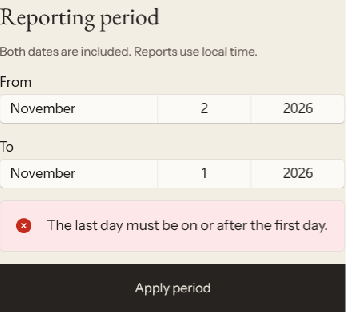 Reporting period
Both dates are included. Reports use local time.
From
November 2 2026
To
November 1 2026
The last day must be on or after the first day.
Apply period